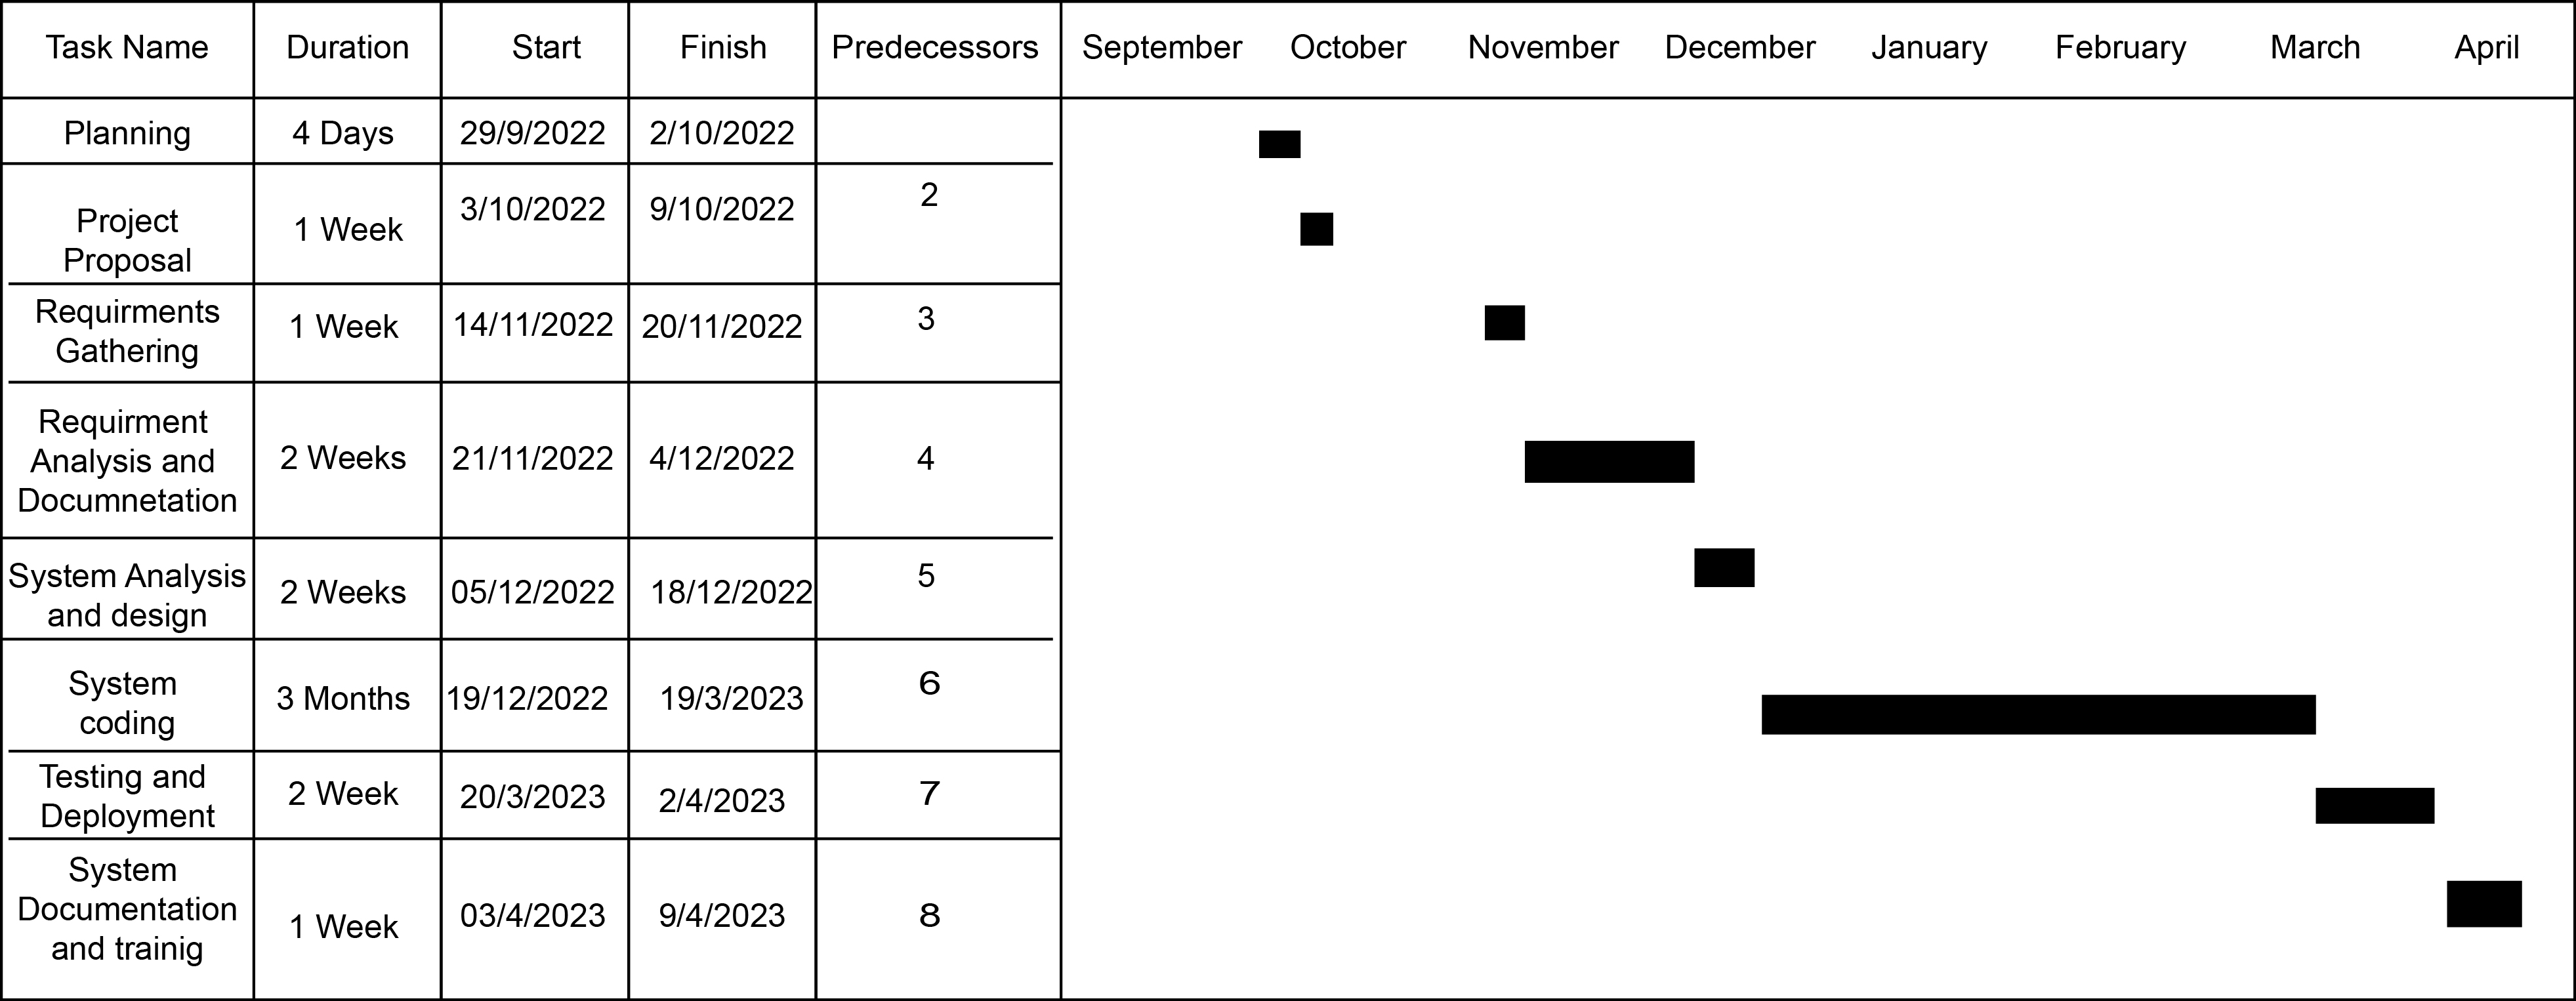 Task Name Duration Start Finish Predecessors September October November December January February March April
Planning 4 Days 29/9/2022 2/10/2022
Project
Proposal
1 Week 3/10/2022 9/10/2022 2
Requirments
Gathering
1 Week 14/11/2022 20/11/2022 3
Requirment
Analysis and
Documnetation
2 Weeks 21/11/2022 4/12/2022 4
System Analysis
and design
2 Weeks 05/12/2022 18/12/2022 5
System
coding
3 Months 19/12/2022 19/3/2023 6
Testing and
Deployment
2 Week 20/3/2023 2/4/2023 7
System
Documentation
and trainig
1 Week 03/4/2023 9/4/2023 8